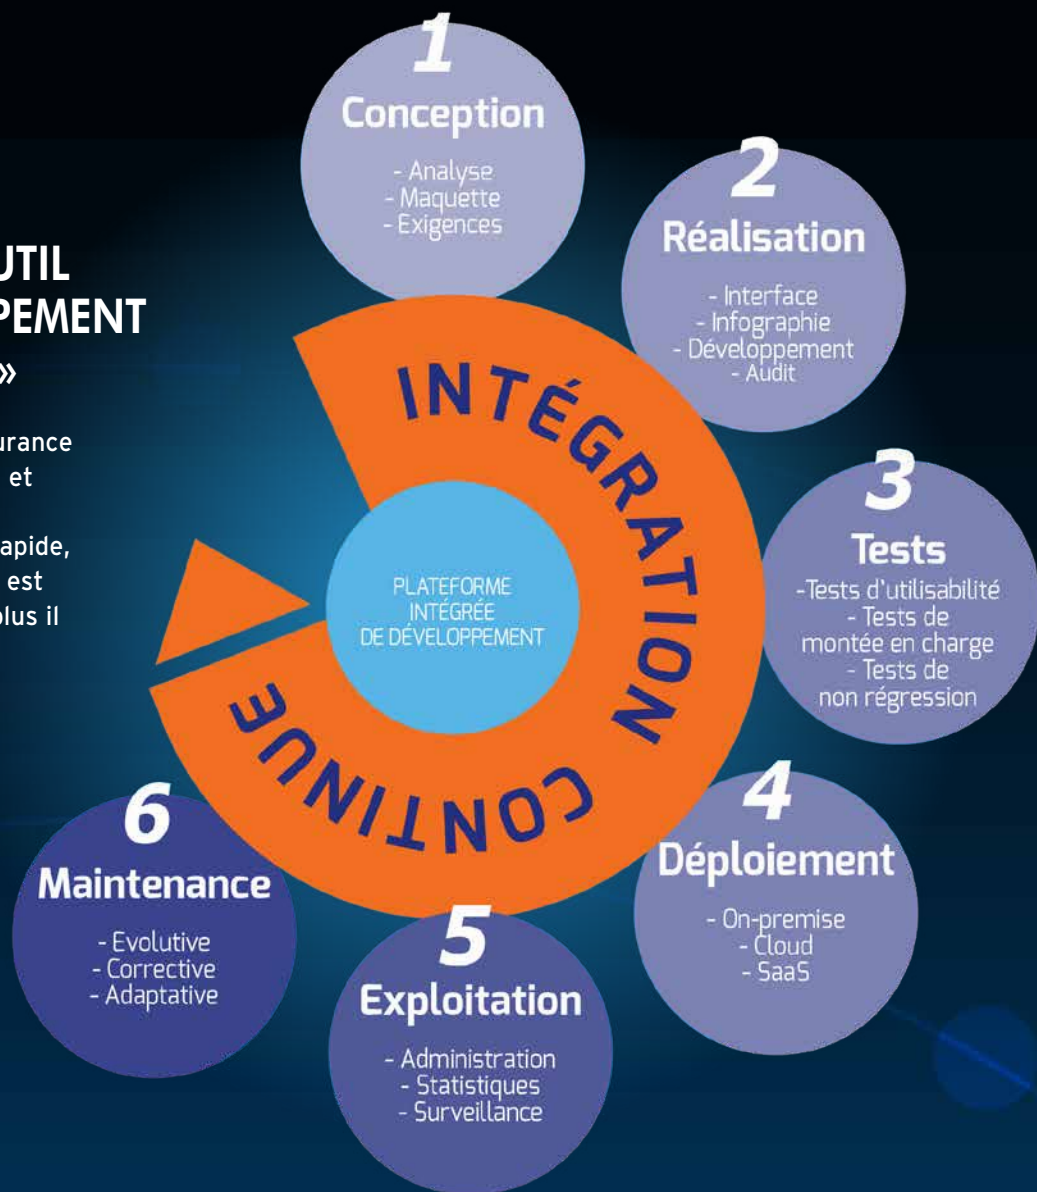 UTIL
PEMENT
»
urance
et
apide,
est
plus il
1
Conception
- Analyse
- Maquette
- Exigences
2
Réalisation
- Interface
- Infographie
- Développement
- Audit
3
Tests
-Tests d'utilisabilité
- Tests de
montée en charge
- Tests de
non régression
4
Déploiement
- On-premise
- Cloud
- SaaS
5
Exploitation
- Administration
- Statistiques
- Surveillance
6
Maintenance
- Evolutive
- Corrective
- Adaptative
INTÉGRATION CONTINUE
PLATEFORME
INTÉGRÉE
DE DÉVELOPPEMENT